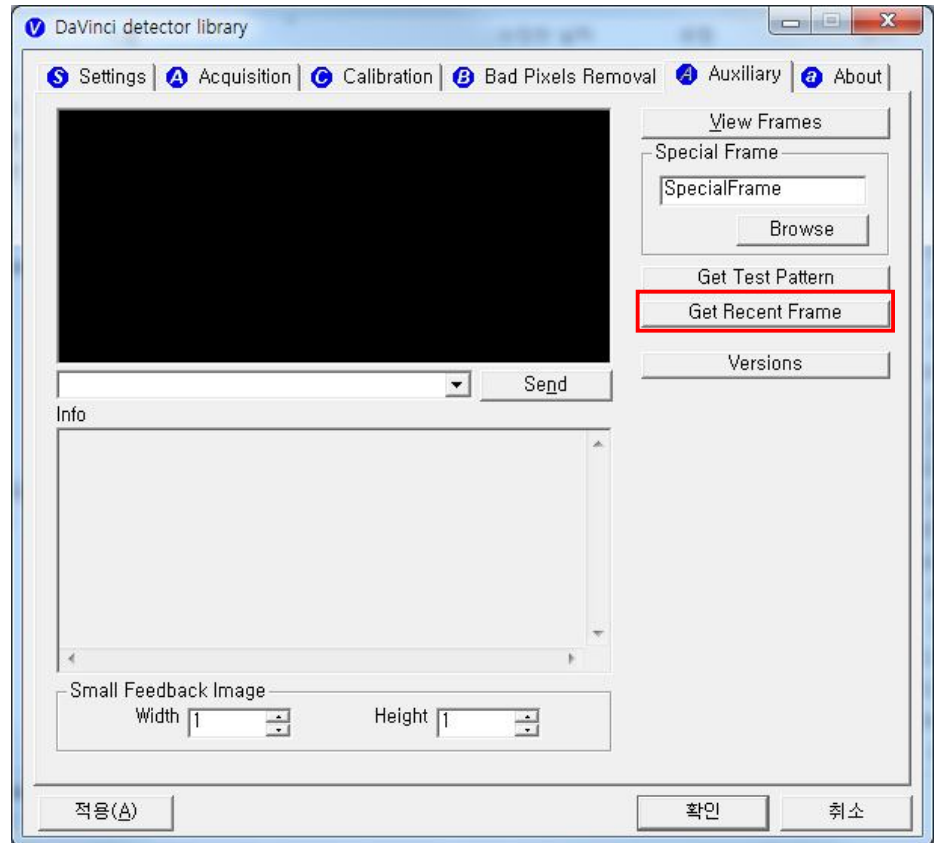 DaVinci detector library
Settings Acquisition Calibration Bad Pixels Removal Auxiliary About
View Frames
Special Frame
SpecialFrame
Browse
Get Test Pattern
Get Recent Frame
Versions
Send
Info
Small Feedback Image
Width 1 Height 1
적용(A) 확인 취소